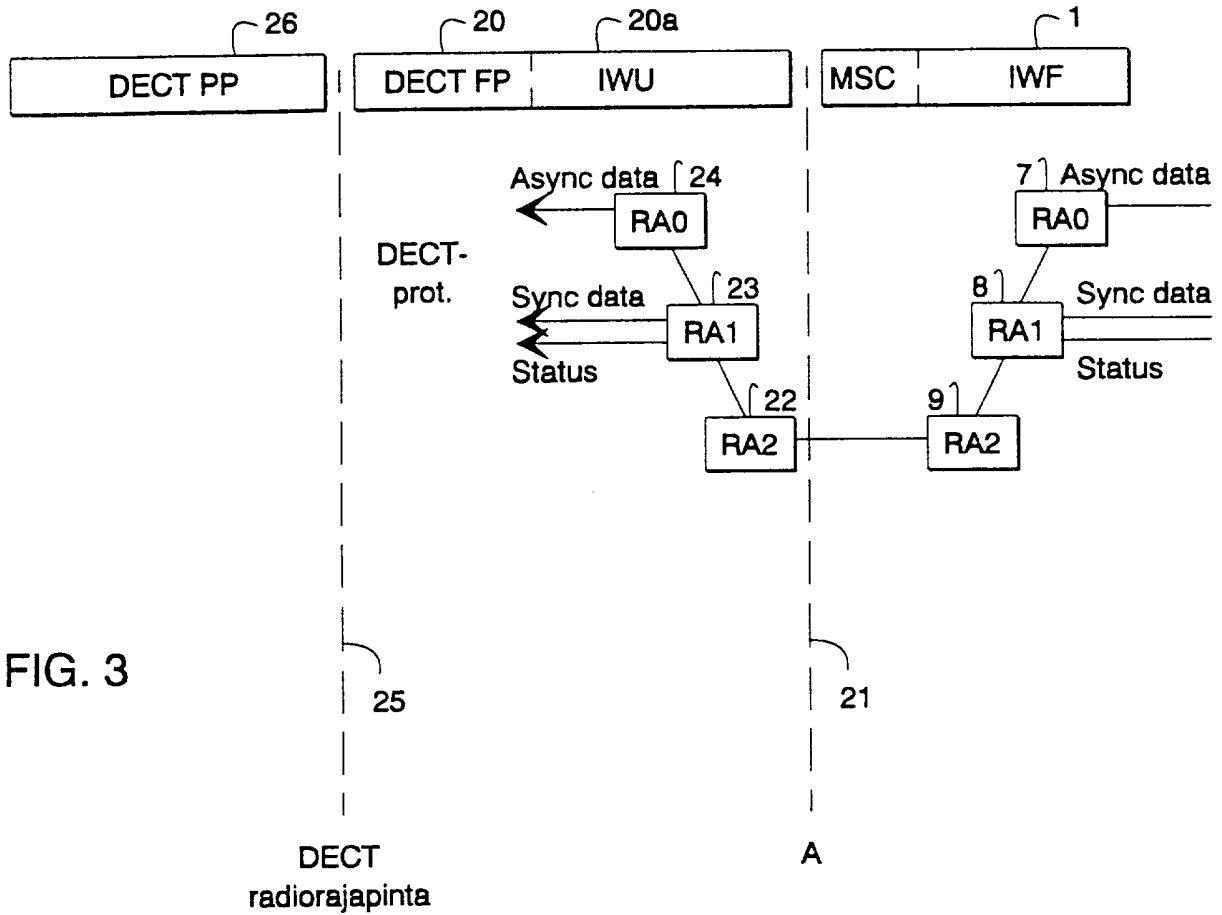 26
20
20a
1
DECT PP
DECT FP
IWU
MSC
IWF
Async data
24
7
Async data
RA0
RA0
DECT-
prot.
Sync data
23
8
Sync data
RA1
RA1
Status
Status
22
9
RA2
RA2
FIG. 3
25
21
DECT
radiorajapinta
A